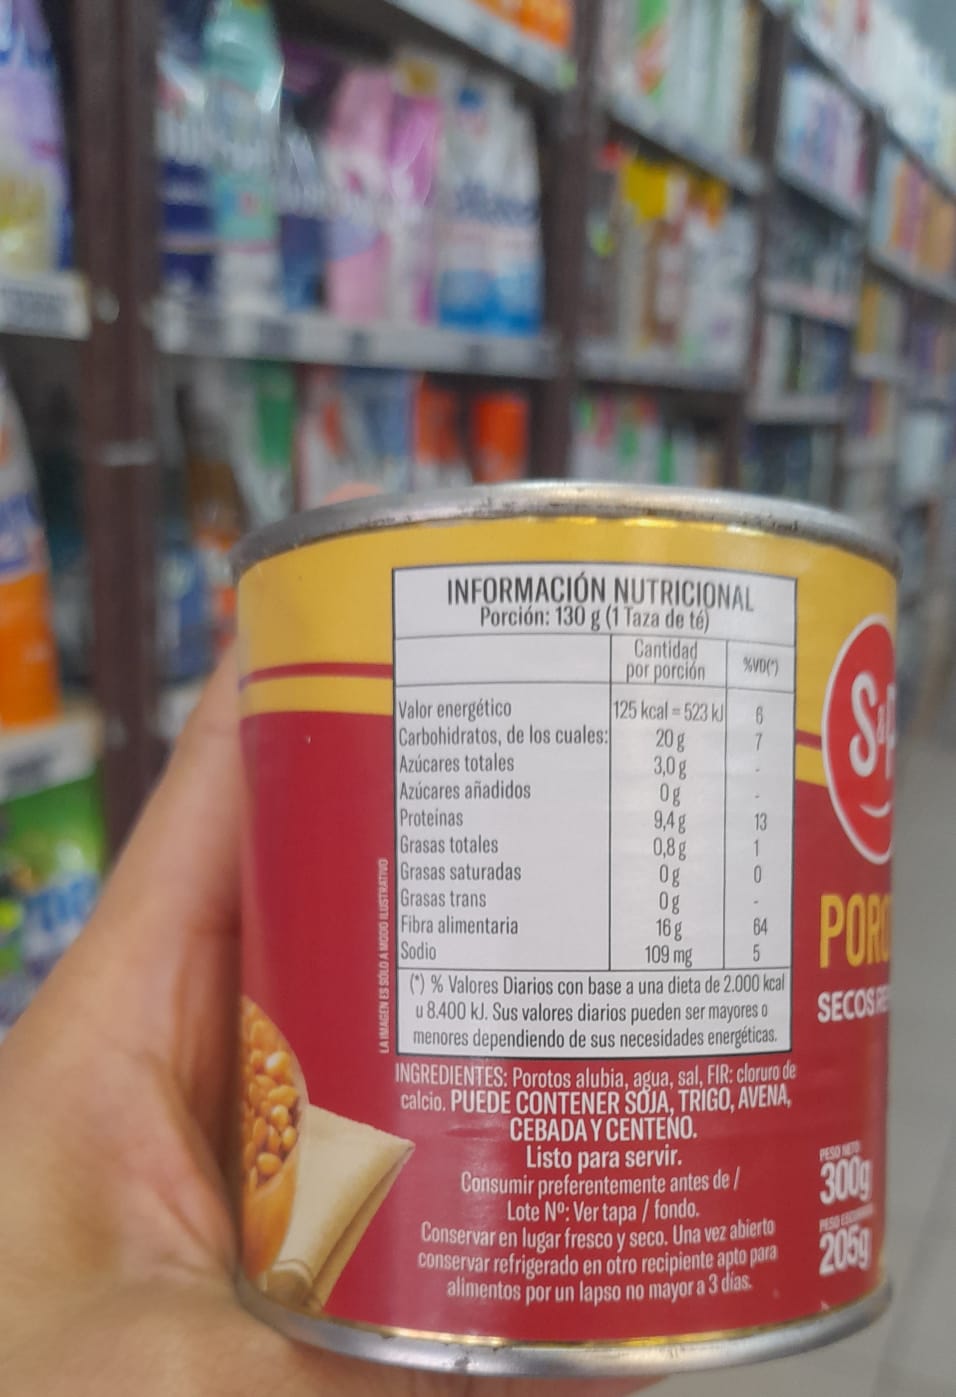 INFORMACIÓN NUTRICIONAL
Porción: 130 g (1 Taza de té)
Cantidad por porción %VD(*)
Valor energético 125 kcal = 523 kJ 6
Carbohidratos, de los cuales: 20 g 7
Azúcares totales 3,0 g -
Azúcares añadidos 0 g -
Proteínas 9,4 g 13
Grasas totales 0,8 g 1
Grasas saturadas 0 g 0
Grasas trans 0 g -
Fibra alimentaria 16 g 64
Sodio 109 mg 5
(*) % Valores Diarios con base a una dieta de 2.000 kcal
u 8.400 kJ. Sus valores diarios pueden ser mayores o
menores dependiendo de sus necesidades energéticas.
INGREDIENTES: Porotos alubia, agua, sal, FIR: cloruro de
calcio. PUEDE CONTENER SOJA, TRIGO, AVENA,
CEBADA Y CENTENO.
Listo para servir.
Consumir preferentemente antes de /
Lote Nº: Ver tapa / fondo.
Conservar en lugar fresco y seco. Una vez abierto
conservar refrigerado en otro recipiente apto para
alimentos por un lapso no mayor a 3 días.
LA IMAGEN ES SÓLO A MODO ILUSTRATIVO
S&P
PORO
SECOS RE
PESO NETO
300g
PESO ESCURRI
205g